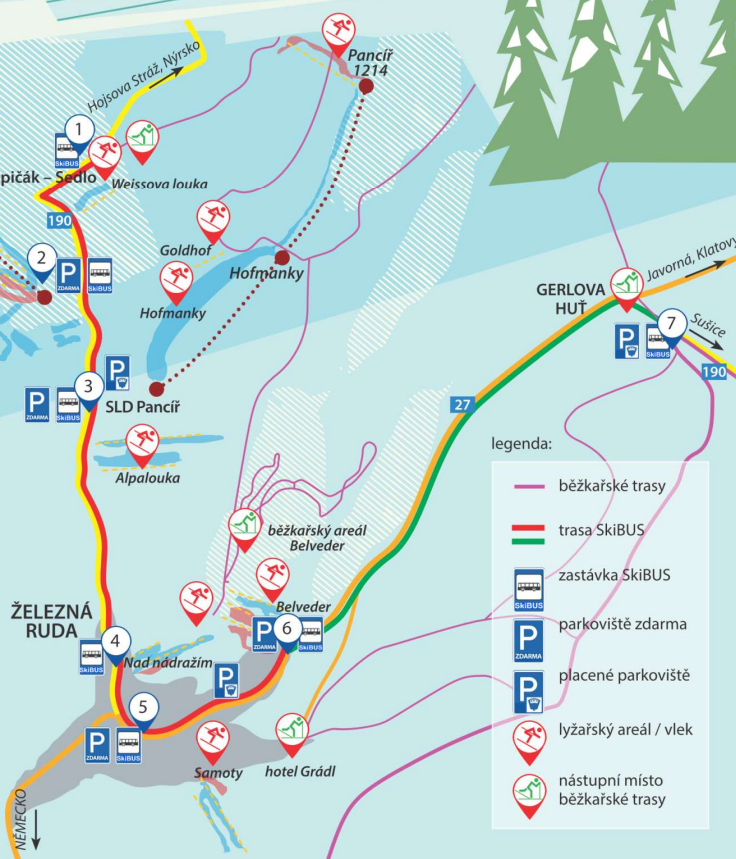 Pancíř
1214
Hojsova Stráž, Nýrsko
1
SkiBUS
pičák – Sedlo
Weissova louka
190
Goldhof
2
P
ZDARMA
SkiBUS
Hofmanky
Hofmanky
GERLOVA
HUŤ
Javorná, Klatovy
7
Sušice
P
SkiBUS
190
3
P
P
ZDARMA
SkiBUS
SLD Pancíř
27
Alpalouka
běžkařský areál
Belveder
Belveder
ŽELEZNÁ
RUDA
4
SkiBUS
Nad nádražím
6
P
ZDARMA
SkiBUS
P
5
P
ZDARMA
SkiBUS
Samoty
hotel Grádl
NĚMECKO
legenda:
běžkařské trasy
trasa SkiBUS
zastávka SkiBUS
SkiBUS
parkoviště zdarma
P
ZDARMA
placené parkoviště
P
lyžařský areál / vlek
nástupní místo
běžkařské trasy